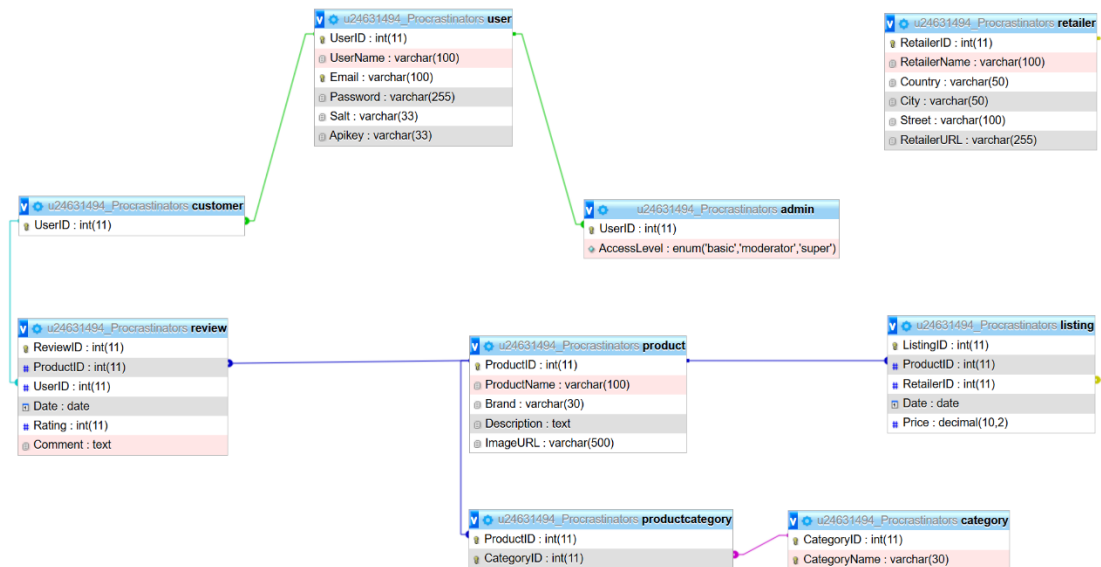 u24631494_Procrastinators user
UserID : int(11)
UserName : varchar(100)
Email : varchar(100)
Password : varchar(255)
Salt : varchar(33)
Apikey : varchar(33)
u24631494_Procrastinators retailer
RetailerID : int(11)
RetailerName : varchar(100)
Country : varchar(50)
City : varchar(50)
Street : varchar(100)
RetailerURL : varchar(255)
u24631494_Procrastinators customer
UserID : int(11)
u24631494_Procrastinators admin
UserID : int(11)
AccessLevel : enum('basic','moderator','super')
u24631494_Procrastinators review
ReviewID : int(11)
ProductID : int(11)
UserID : int(11)
Date : date
Rating : int(11)
Comment : text
u24631494_Procrastinators product
ProductID : int(11)
ProductName : varchar(100)
Brand : varchar(30)
Description : text
ImageURL : varchar(500)
u24631494_Procrastinators listing
ListingID : int(11)
ProductID : int(11)
RetailerID : int(11)
Date : date
Price : decimal(10,2)
u24631494_Procrastinators productcategory
ProductID : int(11)
CategoryID : int(11)
u24631494_Procrastinators category
CategoryID : int(11)
CategoryName : varchar(30)